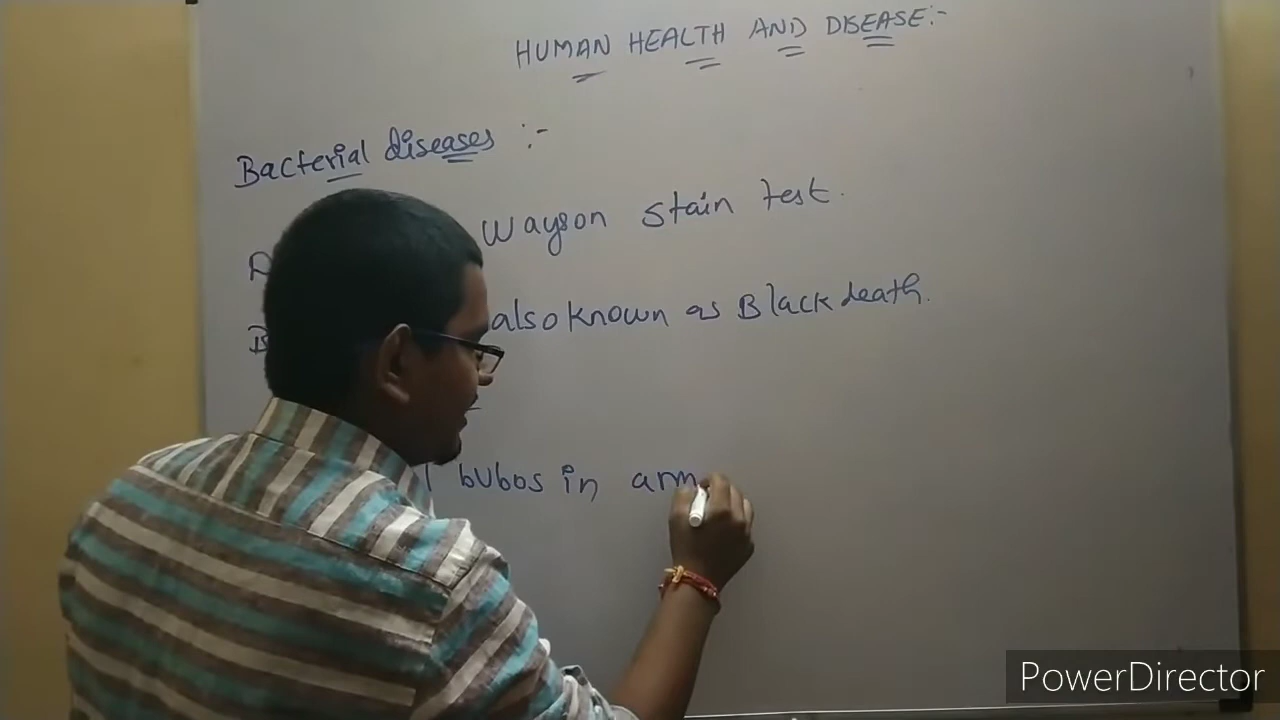 HUMAN HEALTH AND DISEASE:-
Bacterial diseases :-
Wayson stain test.
also known as Black death.
bubos in arm
PowerDirector